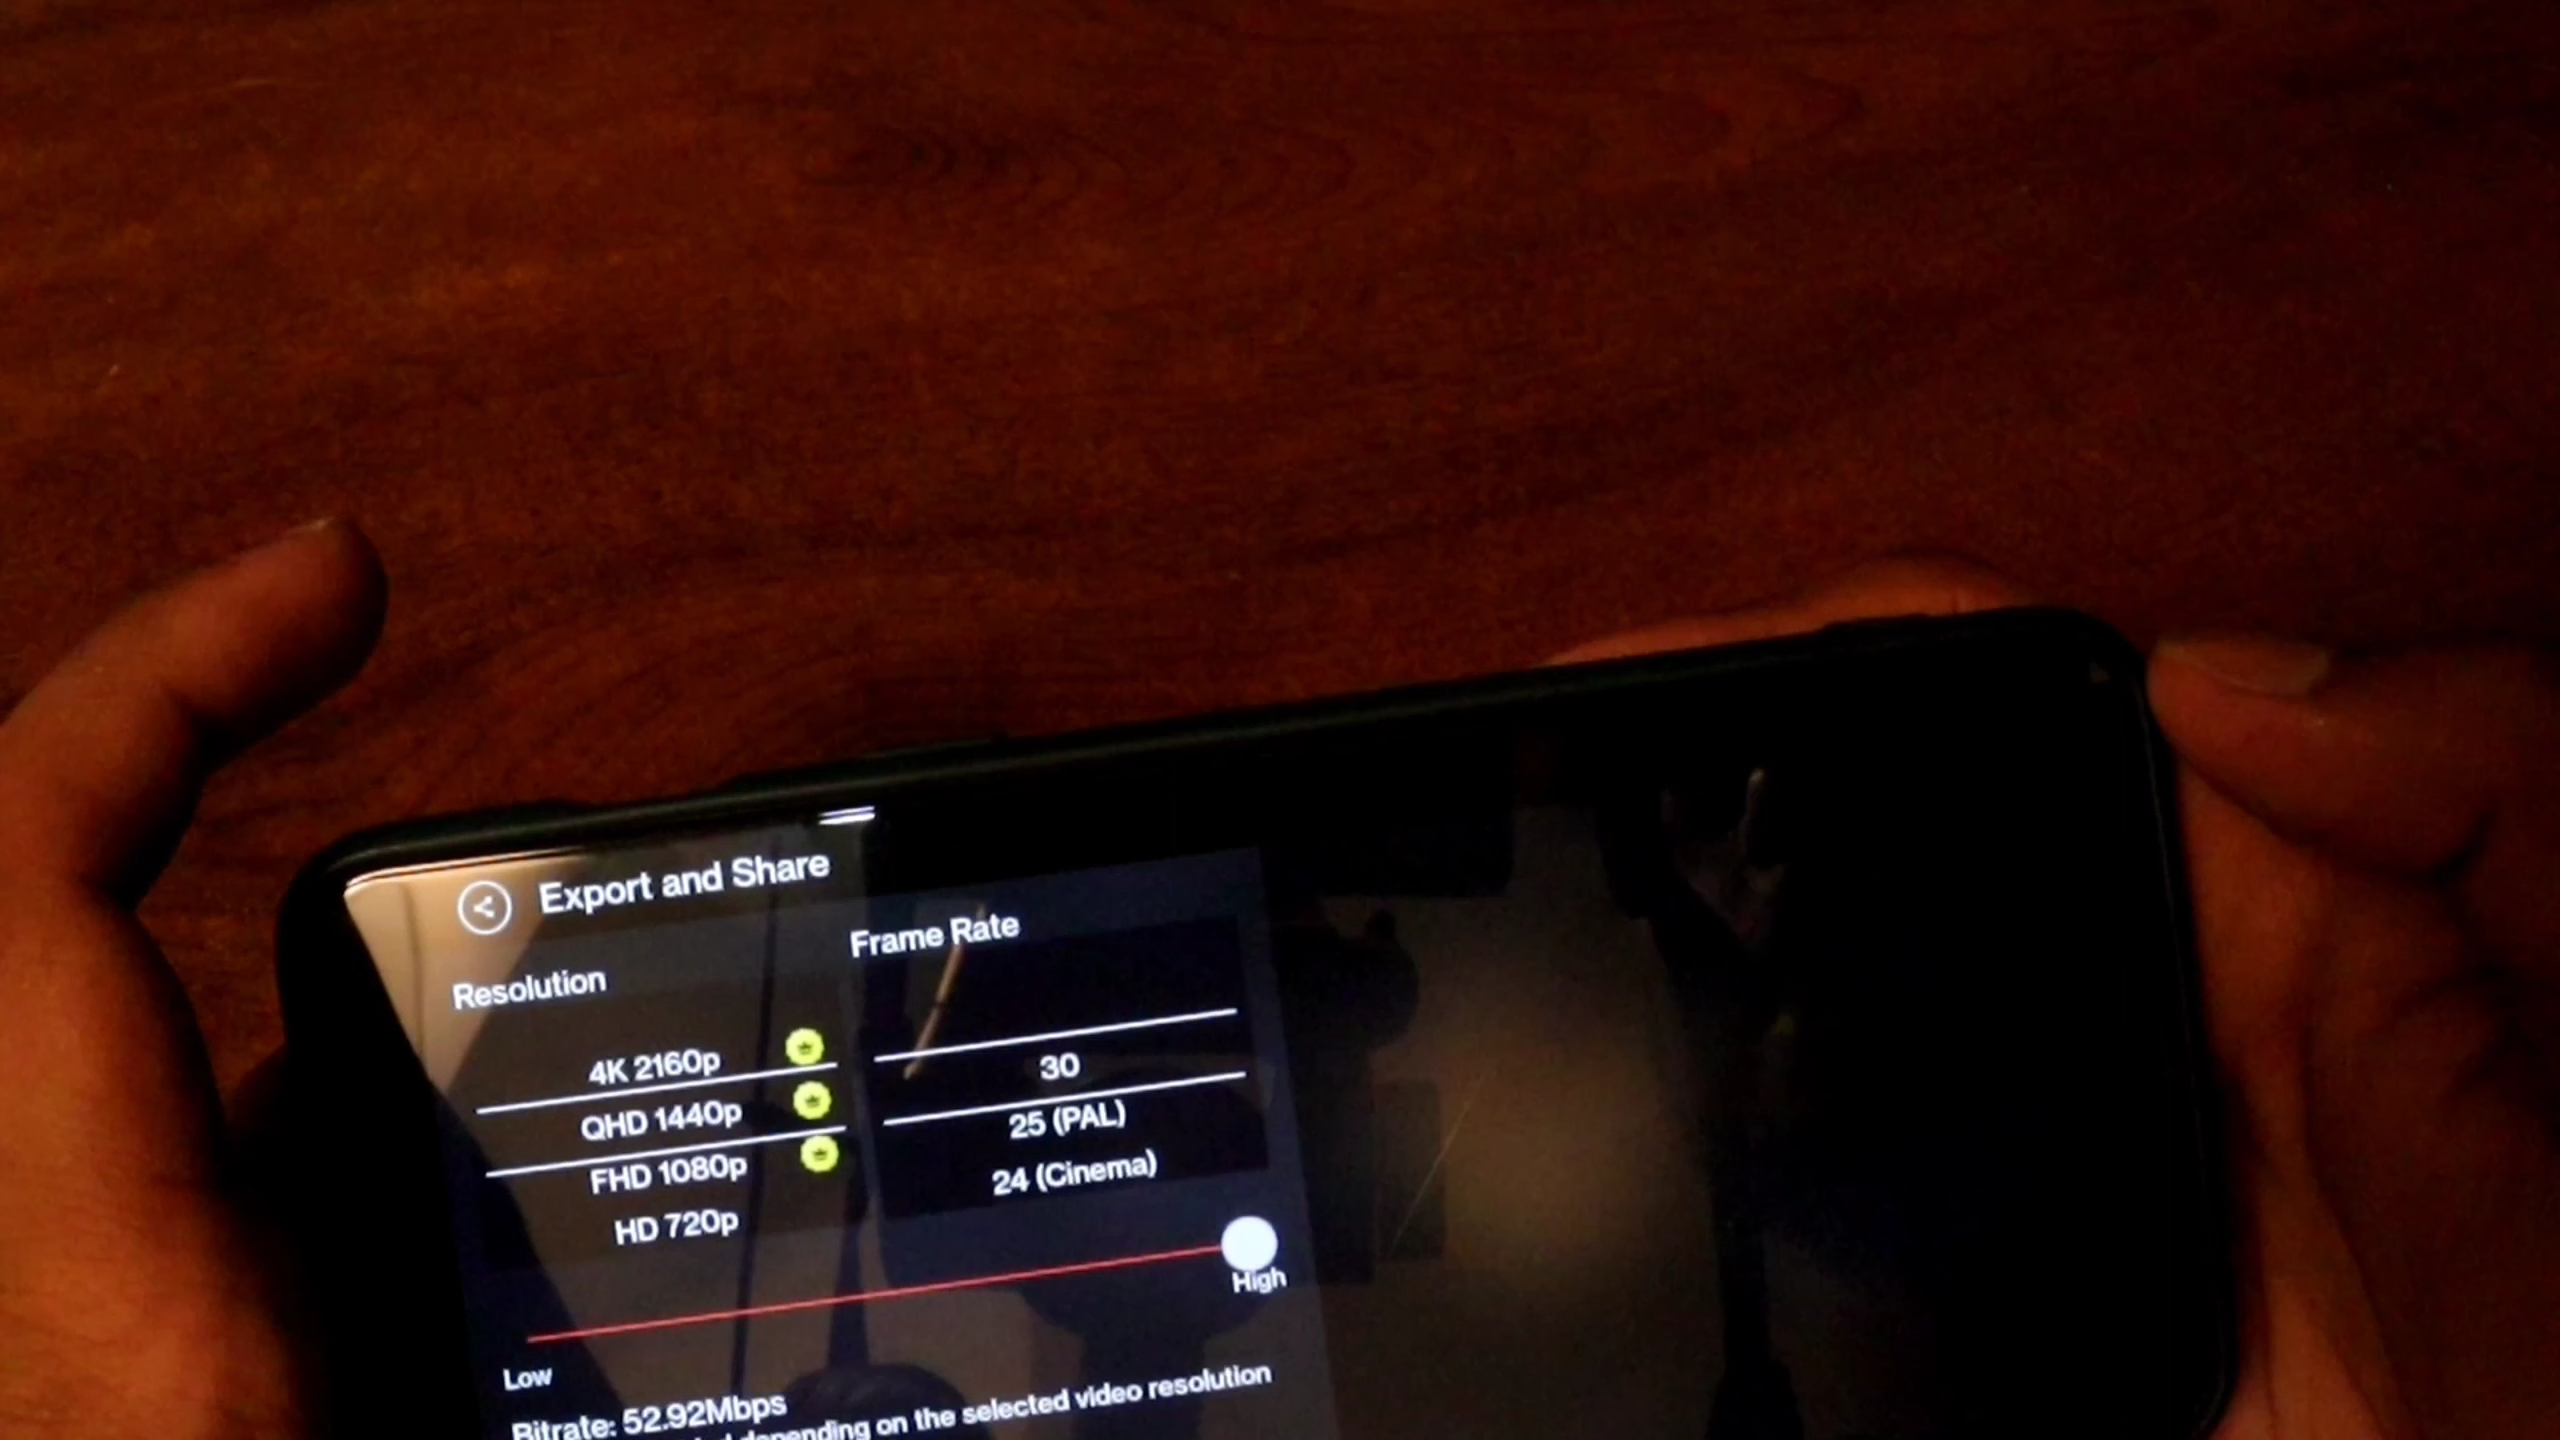 Export and Share
Frame Rate
Resolution
4K 2160p
QHD 1440p
FHD 1080p
HD 720p
30
25 (PAL)
24 (Cinema)
High
Low
Bitrate: 52.92Mbps
depending on the selected video resolution